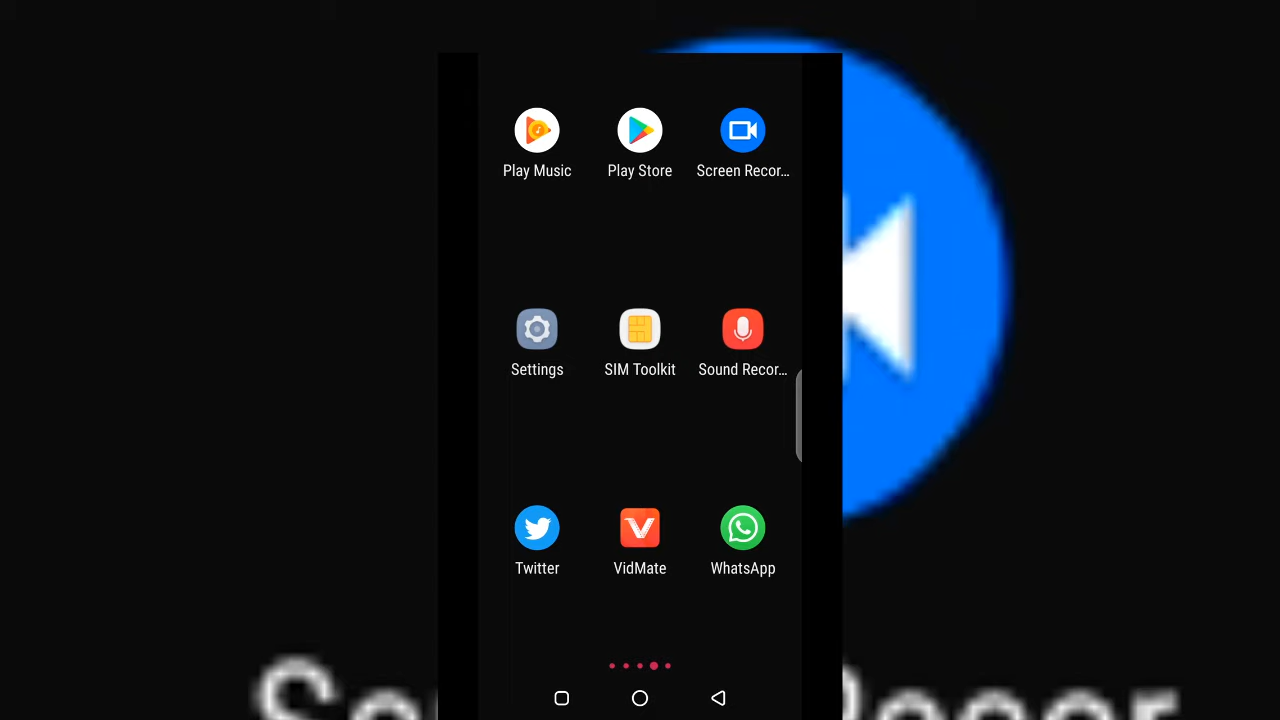 Play Music
Play Store
Screen Recor...
Settings
SIM Toolkit
Sound Recor...
Twitter
VidMate
WhatsApp